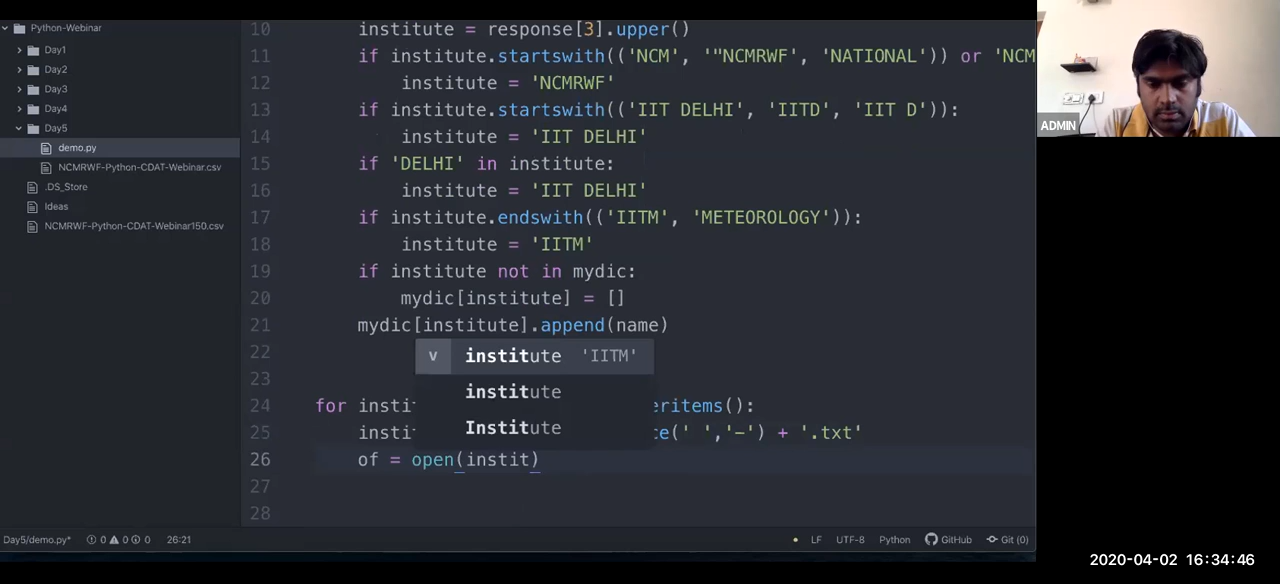 Python-Webinar
Day1
Day2
Day3
Day4
Day5
demo.py
NCMRWF-Python-CDAT-Webinar.csv
.DS_Store
Ideas
NCMRWF-Python-CDAT-Webinar150.csv
10 institute = response[3].upper()
11 if institute.startswith(('NCM', '"NCMRWF', 'NATIONAL')) or 'NCM
12 institute = 'NCMRWF'
13 if institute.startswith(('IIT DELHI', 'IITD', 'IIT D')):
14 institute = 'IIT DELHI'
15 if 'DELHI' in institute:
16 institute = 'IIT DELHI'
17 if institute.endswith(('IITM', 'METEOROLOGY')):
18 institute = 'IITM'
19 if institute not in mydic:
20 mydic[institute] = []
21 mydic[institute].append(name)
22
23
24 for insti eritems():
25 insti ce(' ','-') + '.txt'
26 of = open(instit)
27
28
v institute 'IITM'
institute
Institute
Day5/demo.py* 0 0 0 26:21
LF UTF-8 Python GitHub Git (0)
ADMIN
2020-04-02 16:34:46